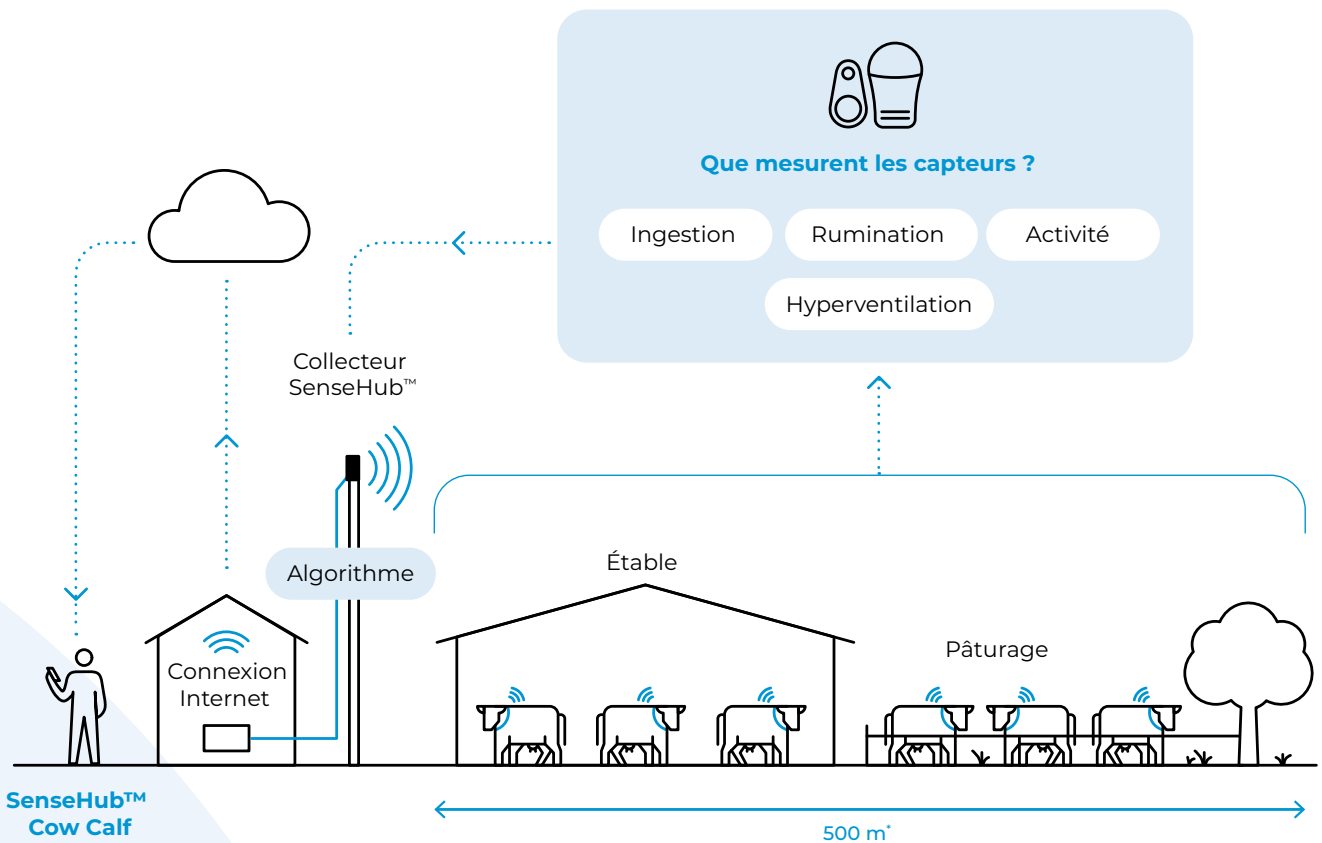 Que mesurent les capteurs ?
Ingestion
Rumination
Activité
Hyperventilation
Collecteur
SenseHub™
Algorithme
Étable
Pâturage
Connexion
Internet
SenseHub™
Cow Calf
500 m*